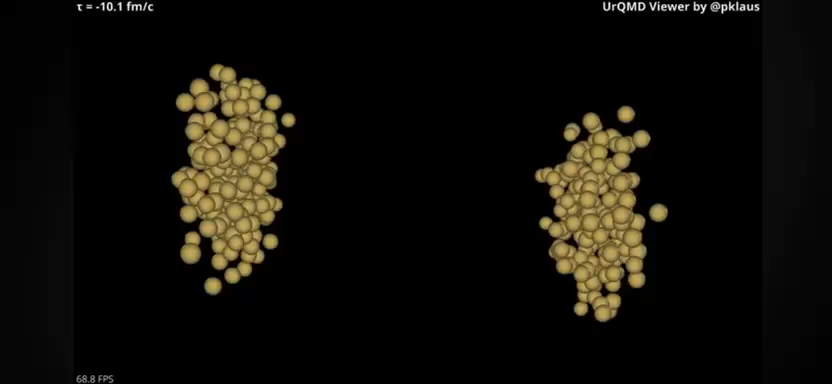 τ = -10.1 fm/c
UrQMD Viewer by @pklaus
68.8 FPS